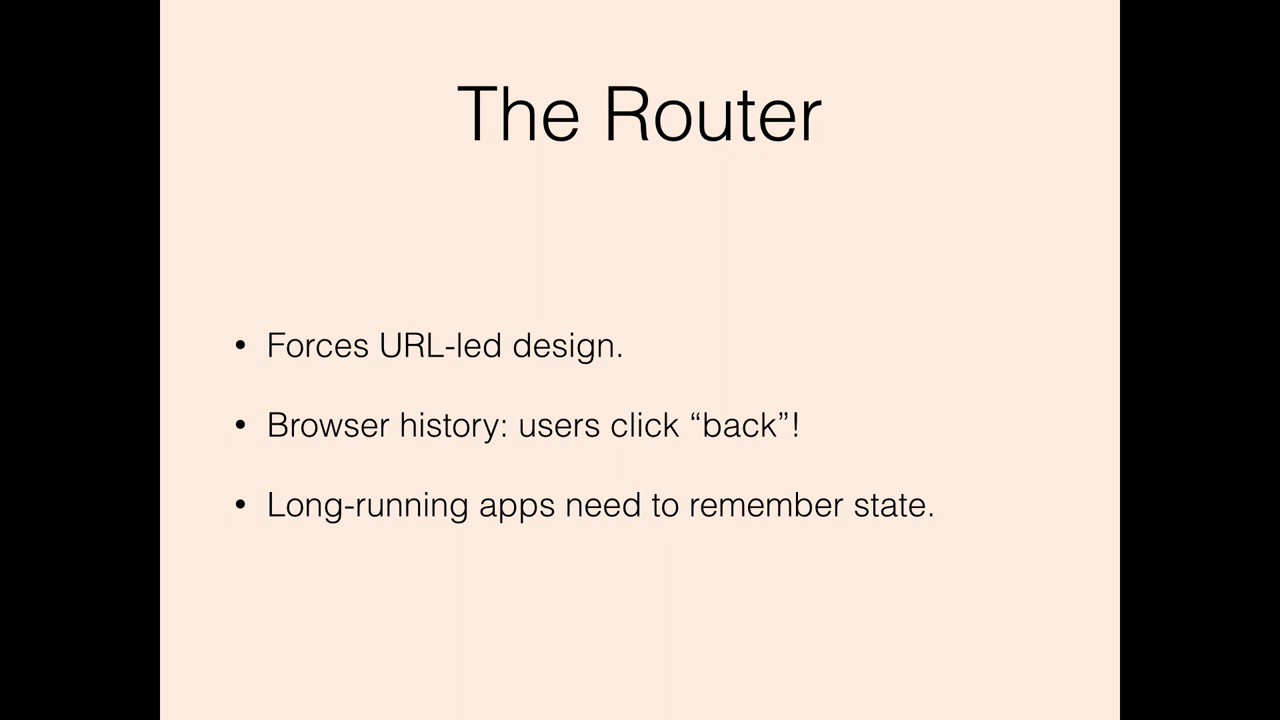 The Router
• Forces URL-led design.
• Browser history: users click “back”!
• Long-running apps need to remember state.